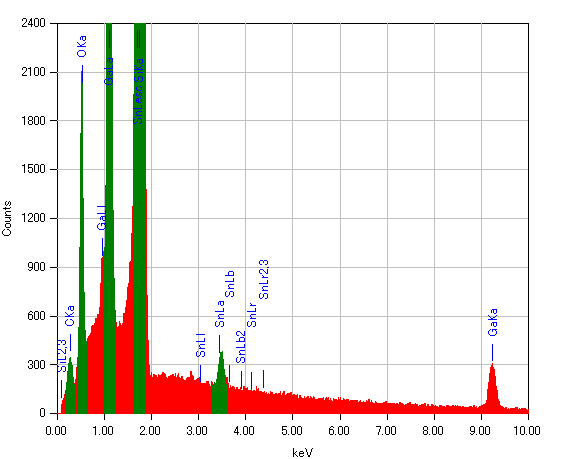 2400
2100
1800
1500
1200
900
600
300
0
Counts
SiL2,3
CKa
OKa
GaLl
GaLa
SnLesc
SiKa
SnLl
SnLa
SnLb
SnLb2
SnLr
SnLr2,3
GaKa
0.00 1.00 2.00 3.00 4.00 5.00 6.00 7.00 8.00 9.00 10.00
keV